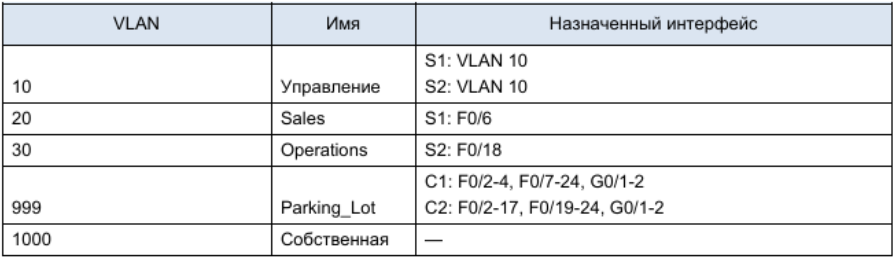 VLAN Имя Назначенный интерфейс
S1: VLAN 10
10 Управление S2: VLAN 10
20 Sales S1: F0/6
30 Operations S2: F0/18
C1: F0/2-4, F0/7-24, G0/1-2
999 Parking_Lot C2: F0/2-17, F0/19-24, G0/1-2
1000 Собственная —